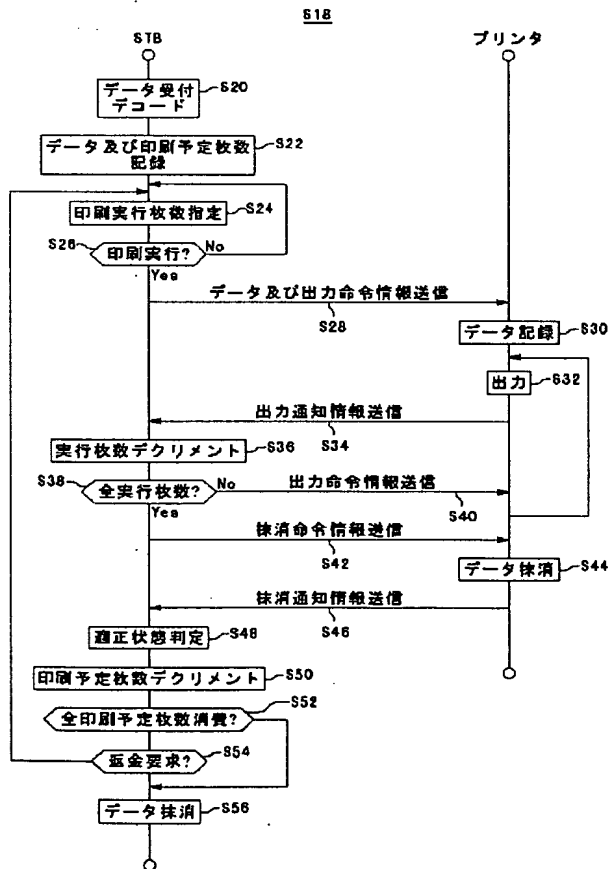 S18
STB
プリンタ
データ受付
デコード
S20
データ及び印刷予定枚数
記録
S22
印刷実行枚数指定
S24
S26
印刷実行?
No
Yes
データ及び出力命令情報送信
S28
データ記録
S30
出力
S32
出力通知情報送信
S34
実行枚数デクリメント
S36
S38
全実行枚数?
No
出力命令情報送信
S40
Yes
抹消命令情報送信
S42
データ抹消
S44
抹消通知情報送信
S46
適正状態判定
S48
印刷予定枚数デクリメント
S50
全印刷予定枚数消費?
S52
返金要求?
S54
データ抹消
S56